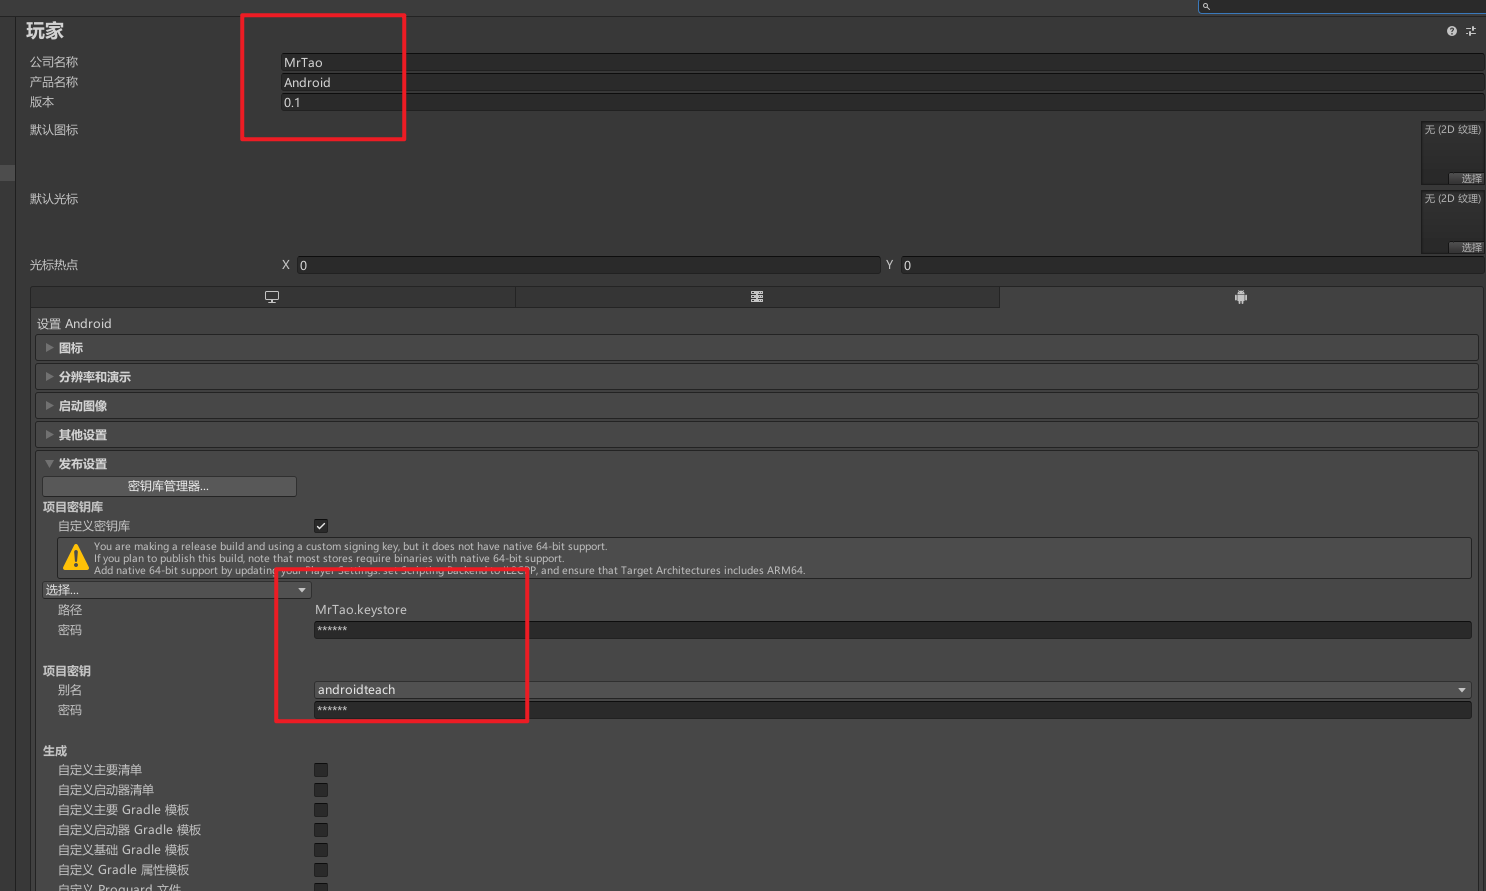 玩家
公司名称 MrTao
产品名称 Android
版本 0.1
默认图标
无 (2D 纹理)
选择
默认光标
无 (2D 纹理)
选择
光标热点 X 0 Y 0
设置 Android
图标
分辨率和演示
启动图像
其他设置
发布设置
密钥库管理器...
项目密钥库
自定义密钥库
You are making a release build and using a custom signing key, but it does not have native 64-bit support.
If you plan to publish this build, note that most stores require binaries with native 64-bit support.
Add native 64-bit support by updating your Player Settings: set Scripting Backend to IL2CPP, and ensure that Target Architectures includes ARM64.
选择...
路径 MrTao.keystore
密码 ******
项目密钥
别名 androidteach
密码 ******
生成
自定义主要清单
自定义启动器清单
自定义主要 Gradle 模板
自定义启动器 Gradle 模板
自定义基础 Gradle 模板
自定义 Gradle 属性模板
自定义 Proguard 文件